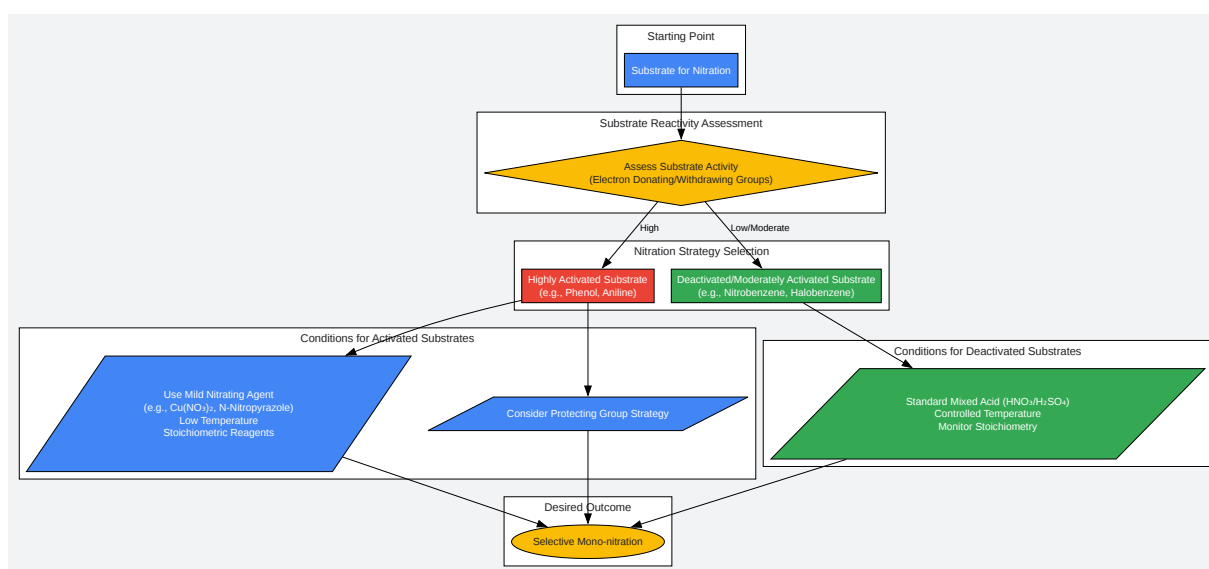 Starting Point
Substrate for Nitration
Substrate Reactivity Assessment
Assess Substrate Activity
(Electron Donating/Withdrawing Groups)
High
Low/Moderate
Nitration Strategy Selection
Highly Activated Substrate
(e.g., Phenol, Aniline)
Deactivated/Moderately Activated Substrate
(e.g., Nitrobenzene, Halobenzene)
Conditions for Activated Substrates
Use Mild Nitrating Agent
(e.g., Cu(NO₃)₂, N-Nitropyrazole)
Low Temperature
Stoichiometric Reagents
Consider Protecting Group Strategy
Conditions for Deactivated Substrates
Standard Mixed Acid (HNO₃/H₂SO₄)
Controlled Temperature
Monitor Stoichiometry
Desired Outcome
Selective Mono-nitration